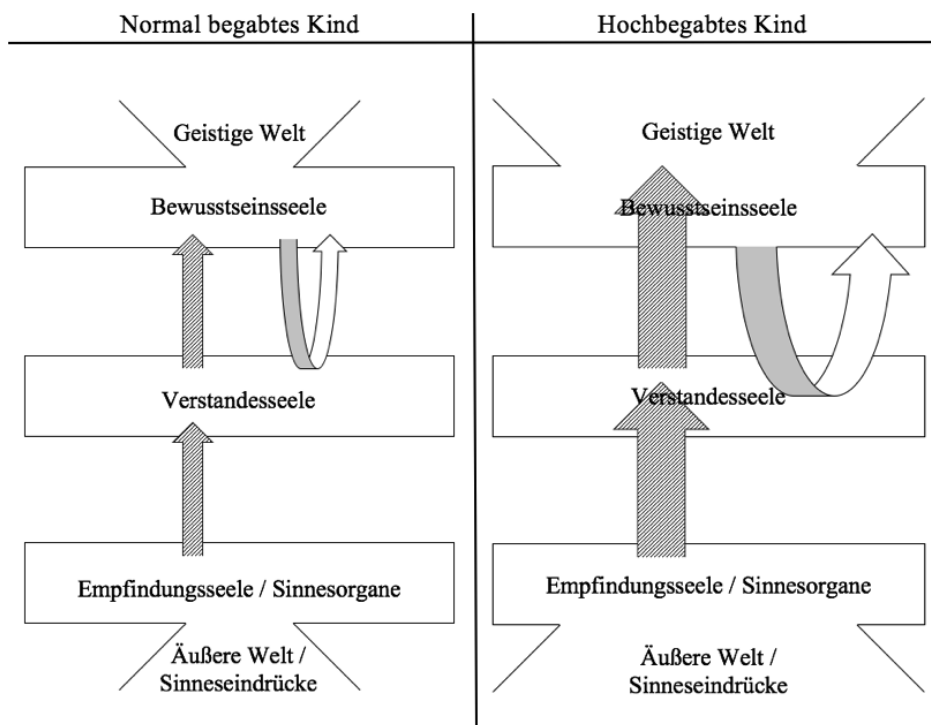 Normal begabtes Kind
Geistige Welt
Bewusstseinsseele
Verstandesseele
Empfindungsseele / Sinnesorgane
Äußere Welt /
Sinneseindrücke
Hochbegabtes Kind
Geistige Welt
Bewusstseinsseele
Verstandesseele
Empfindungsseele / Sinnesorgane
Äußere Welt /
Sinneseindrücke